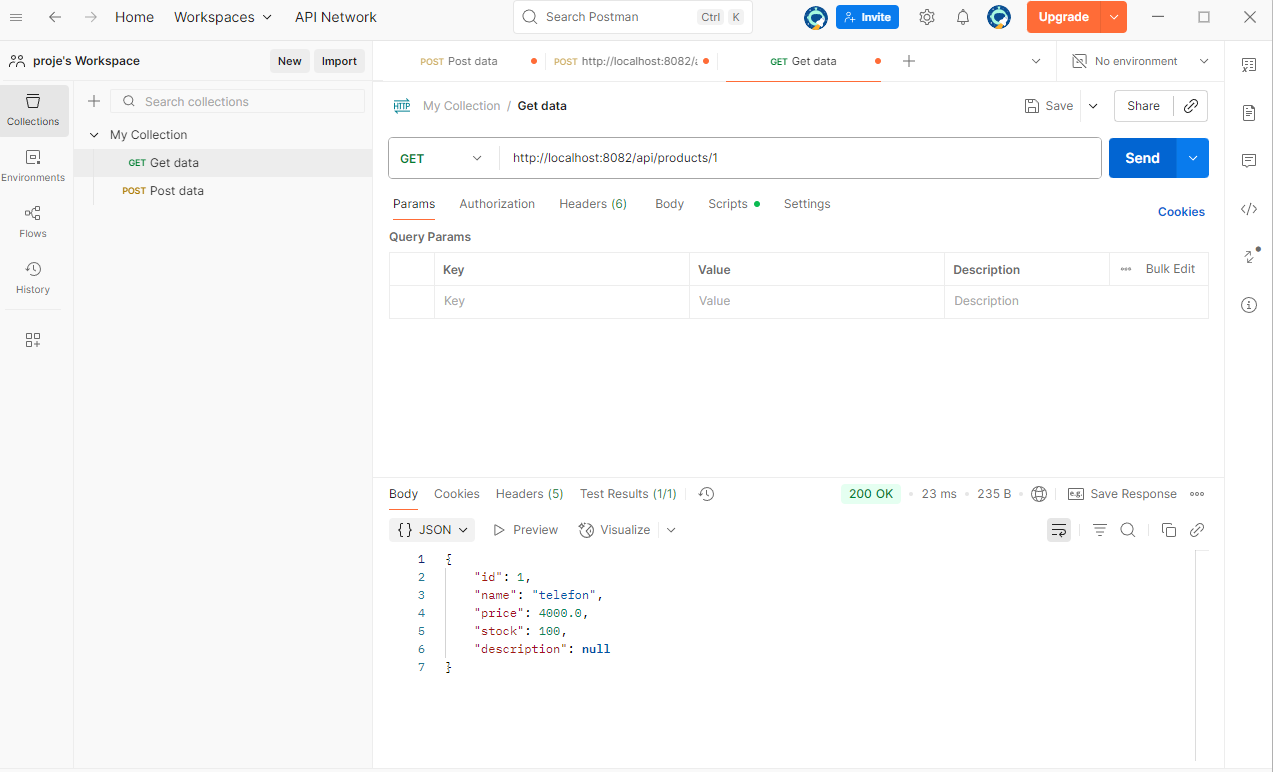 Home Workspaces API Network Search Postman Ctrl K Invite Upgrade
proje's Workspace New Import
POST Post data POST http://localhost:8082/a GET Get data No environment
Collections
Environments
Flows
History
Search collections
My Collection
GET Get data
POST Post data
HTTP My Collection / Get data Save Share
GET http://localhost:8082/api/products/1 Send
Params Authorization Headers (6) Body Scripts Settings Cookies
Query Params
Key Value Description Bulk Edit
Key Value Description
Body Cookies Headers (5) Test Results (1/1) 200 OK 23 ms 235 B e.g. Save Response
{} JSON Preview Visualize
1 {
2 "id": 1,
3 "name": "telefon",
4 "price": 4000.0,
5 "stock": 100,
6 "description": null
7 }